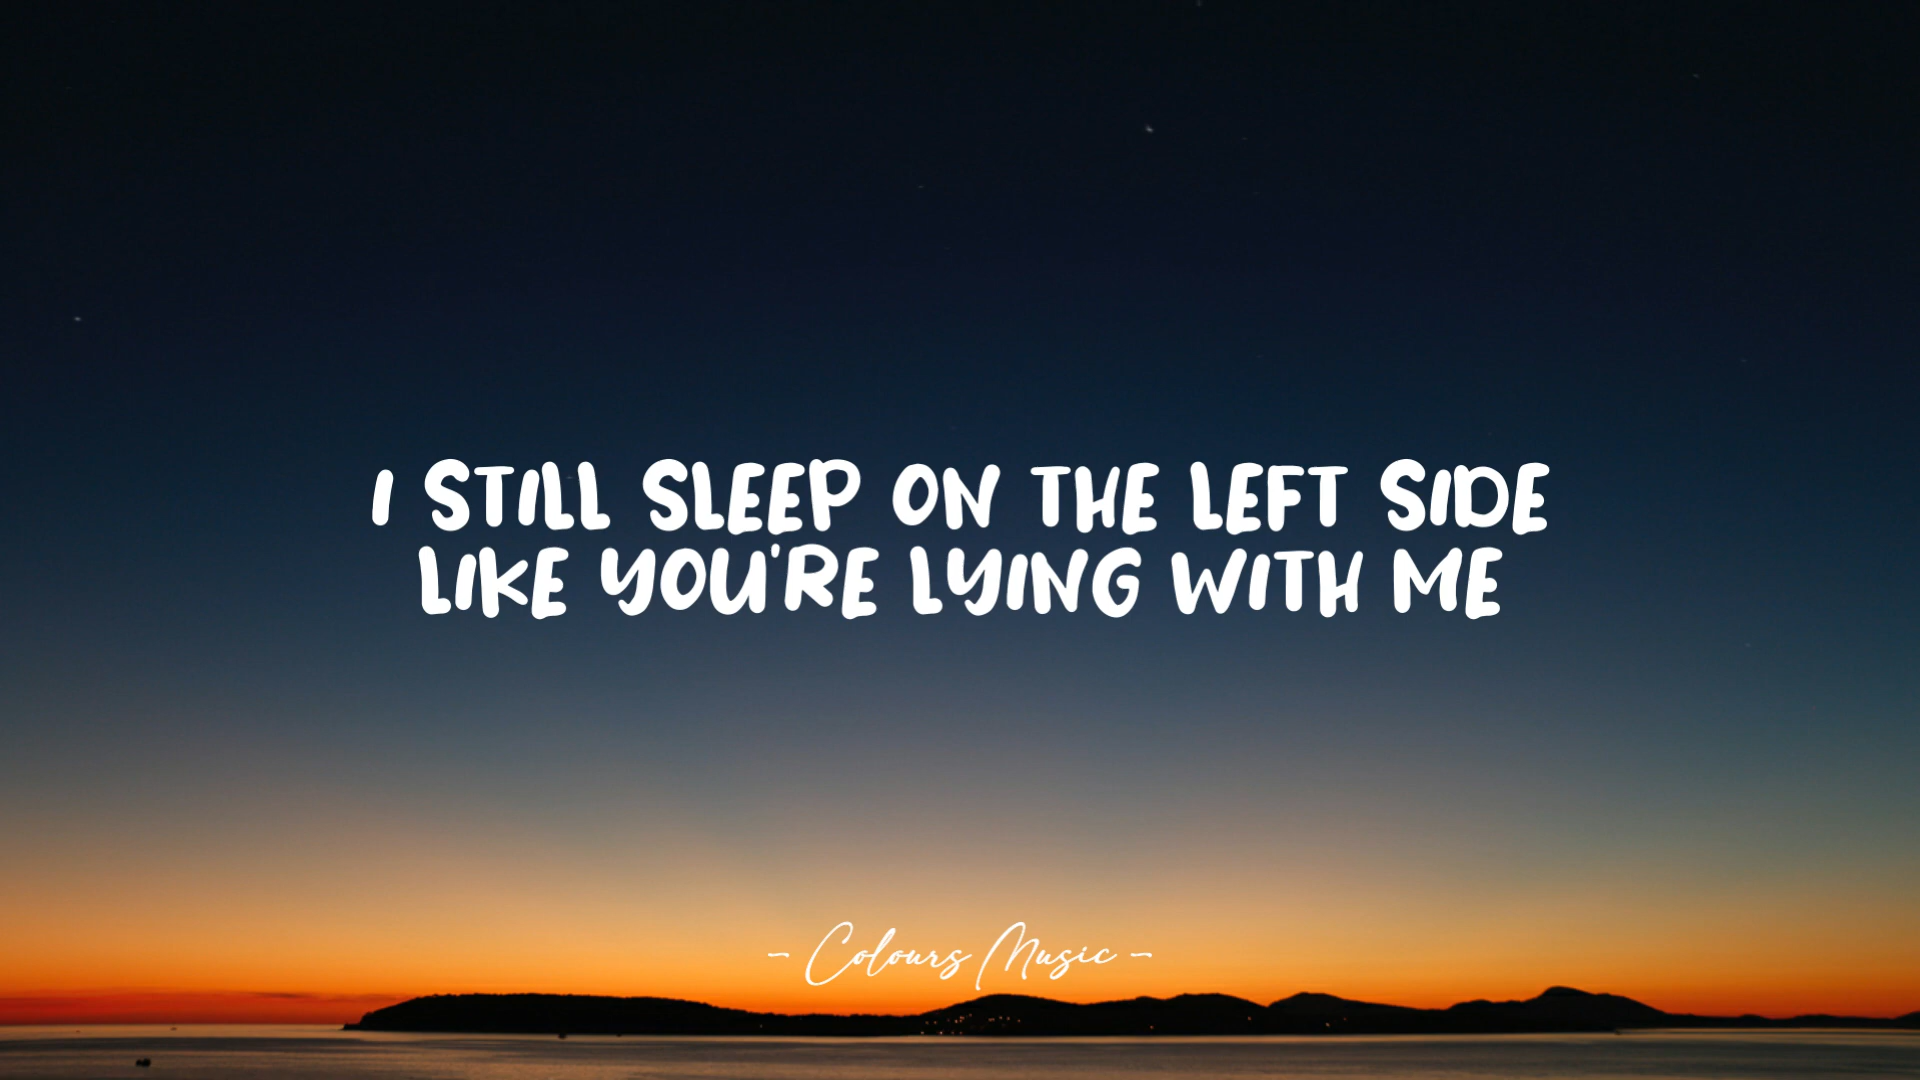 I STILL SLEEP ON THE LEFT SIDE
LIKE YOU'RE LYING WITH ME
- Colours Music -